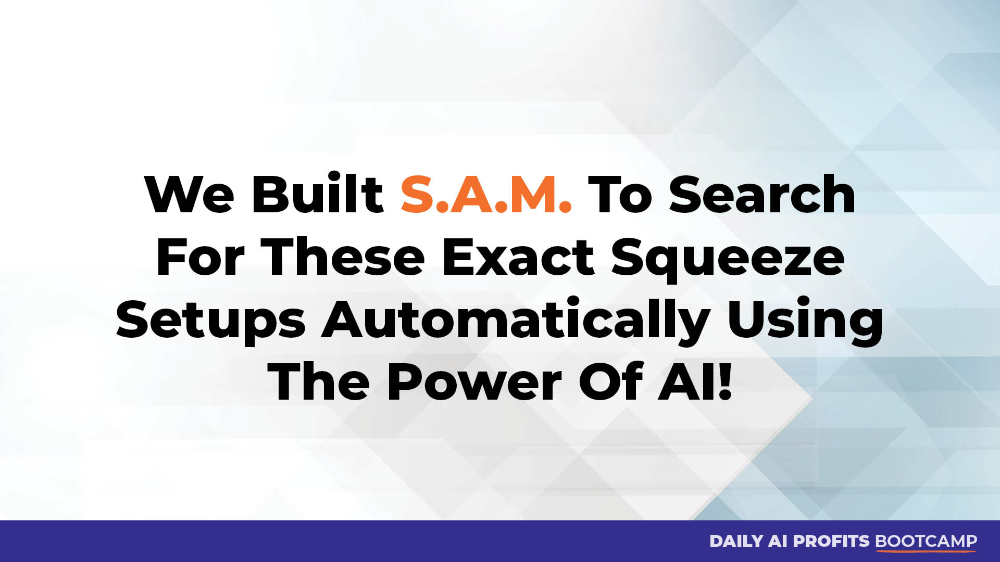 We Built S.A.M. To Search
For These Exact Squeeze
Setups Automatically Using
The Power Of AI!
DAILY AI PROFITS BOOTCAMP